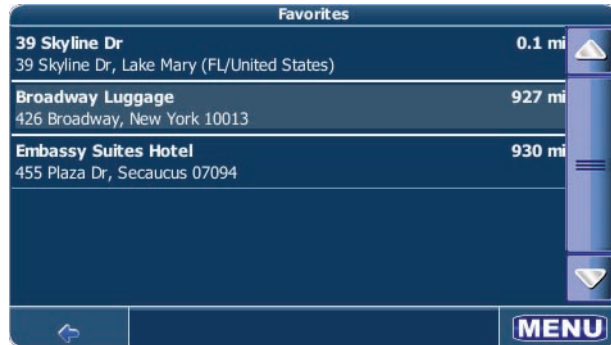 Favorites
39 Skyline Dr 0.1 mi
39 Skyline Dr, Lake Mary (FL/United States)
Broadway Luggage 927 mi
426 Broadway, New York 10013
Embassy Suites Hotel 930 mi
455 Plaza Dr, Secaucus 07094
MENU